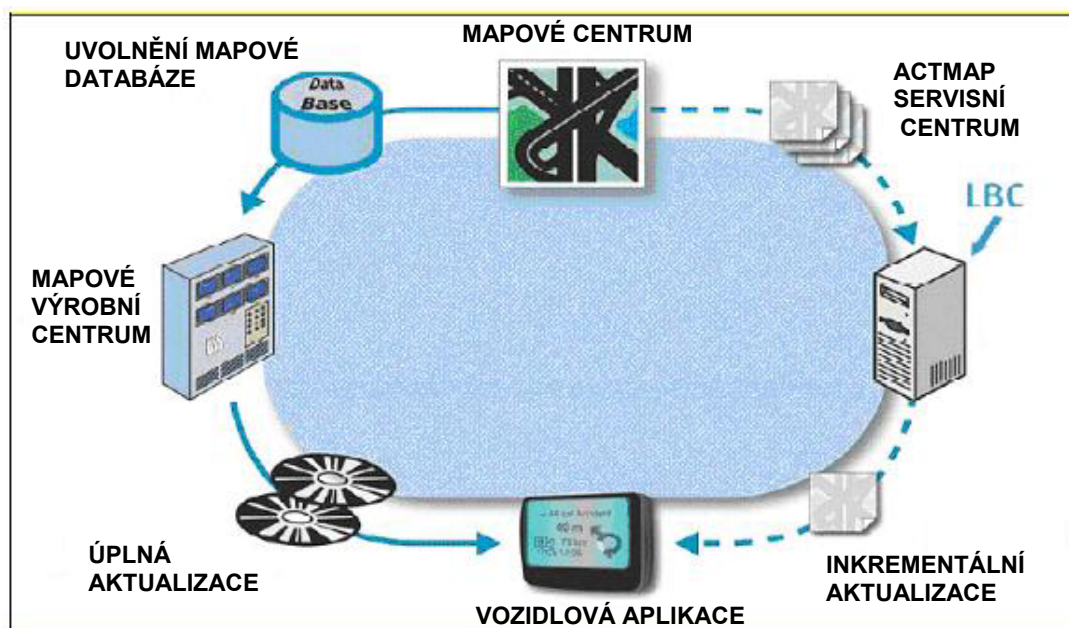 MAPOVÉ CENTRUM
UVOLNĚNÍ MAPOVÉ
DATABÁZE
Data
Base
ACTMAP
SERVISNÍ
CENTRUM
LBC
MAPOVÉ
VÝROBNÍ
CENTRUM
40 m
ÚPLNÁ
AKTUALIZACE
VOZIDLOVÁ APLIKACE
INKREMENTÁLNÍ
AKTUALIZACE